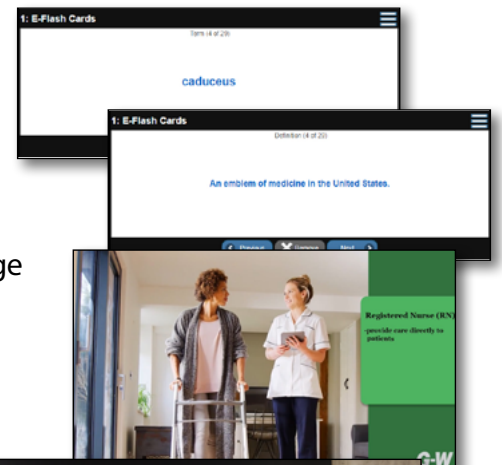 1: E-Flash Cards
Term (4 of 29)
caduceus
1: E-Flash Cards
Definition (4 of 29)
An emblem of medicine in the United States.
Previous
Remove
Next
ge
Registered Nurse (RN)
-provide care directly to
patients
G-W